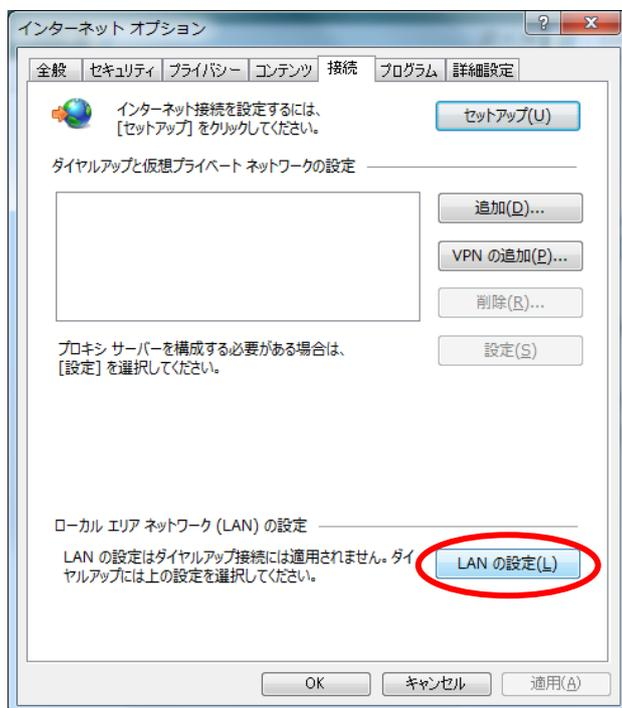 インターネット オプション
?
X
全般 セキュリティ プライバシー コンテンツ 接続 プログラム 詳細設定
インターネット接続を設定するには、
[セットアップ] をクリックしてください。
セットアップ(U)
ダイヤルアップと仮想プライベート ネットワークの設定
追加(D)...
VPN の追加(P)...
削除(R)...
プロキシ サーバーを構成する必要がある場合は、
[設定] を選択してください。
設定(S)
ローカル エリア ネットワーク (LAN) の設定
LAN の設定はダイヤルアップ接続には適用されません。ダイ
ヤルアップには上の設定を選択してください。
LAN の設定(L)
OK キャンセル 適用(A)